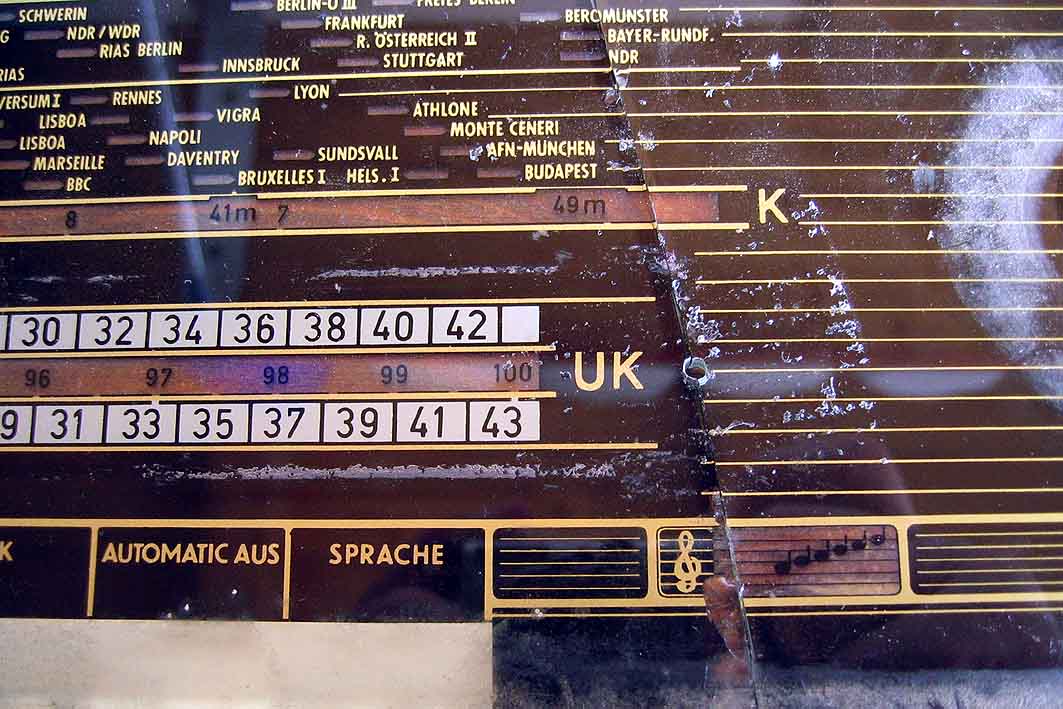 BERLIN-Ö III FREIES BERLIN
SCHWERIN FRANKFURT BEROMÜNSTER
NDR/WDR R. ÖSTERREICH II BAYER.-RUNDF.
RIAS BERLIN INNSBRUCK STUTTGART NDR
RIAS
VERSUM I RENNES LYON
LISBOA VIGRA ATHLONE
LISBOA NAPOLI MONTE CENERI
MARSEILLE DAVENTRY SUNDSVALL AFN-MÜNCHEN
BBC BRUXELLES I HELS. I BUDAPEST
8 41m 7 49m K
30 32 34 36 38 40 42
96 97 98 99 100 UK
9 31 33 35 37 39 41 43
K AUTOMATIC AUS SPRACHE